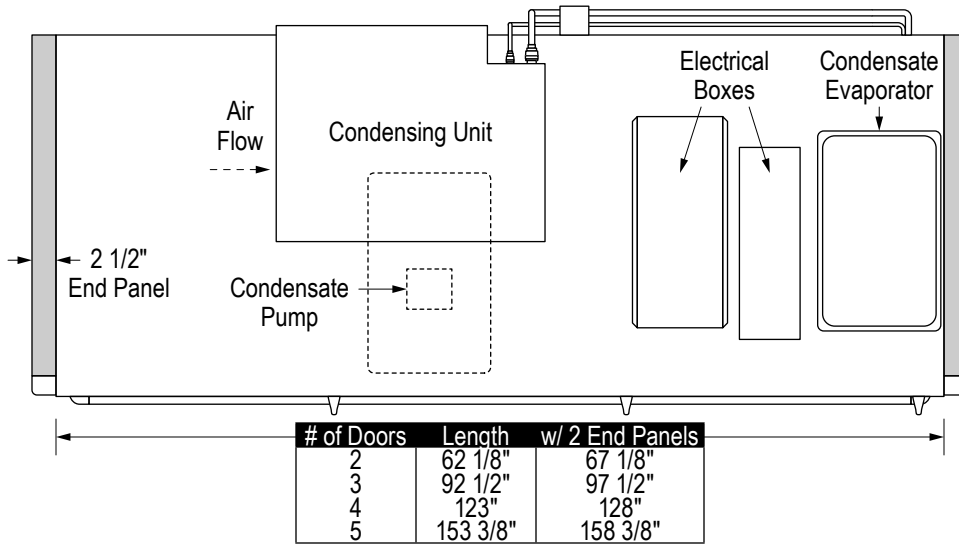 Electrical
Boxes
Condensate
Evaporator
Air
Flow
Condensing Unit
2 1/2"
End Panel
Condensate
Pump
# of Doors Length w/ 2 End Panels
2 62 1/8" 67 1/8"
3 92 1/2" 97 1/2"
4 123" 128"
5 153 3/8" 158 3/8"